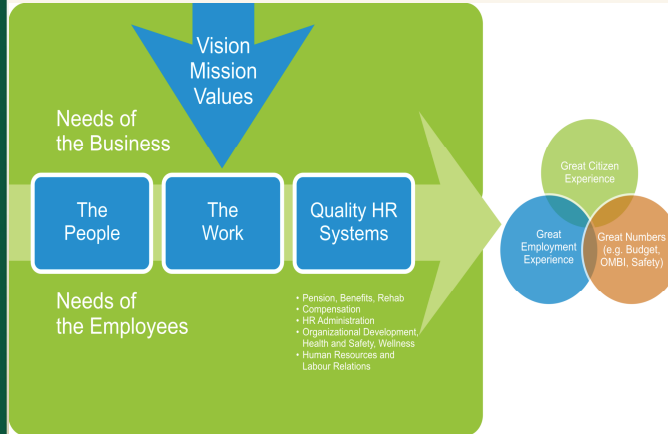 Vision
Mission
Values
Needs of
the Business
The
People
The
Work
Quality HR
Systems
Needs of
the Employees
• Pension, Benefits, Rehab
• Compensation
• HR Administration
• Organizational Development,
Health and Safety, Wellness
• Human Resources and
Labour Relations
Great Citizen
Experience
Great
Employment
Experience
Great Numbers
(e.g. Budget,
OMBI, Safety)